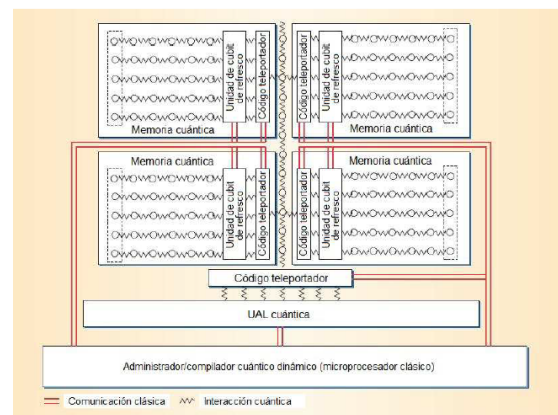 Unidad de cubit
de refresco
Código teleportador
Código teleportador
Unidad de cubit
de refresco
Memoria cuántica
Memoria cuántica
Memoria cuántica
Memoria cuántica
Unidad de cubit
de refresco
Código teleportador
Código teleportador
Unidad de cubit
de refresco
Código teleportador
UAL cuántica
Administrador/compilador cuántico dinámico (microprocesador clásico)
Comunicación clásica
Interacción cuántica